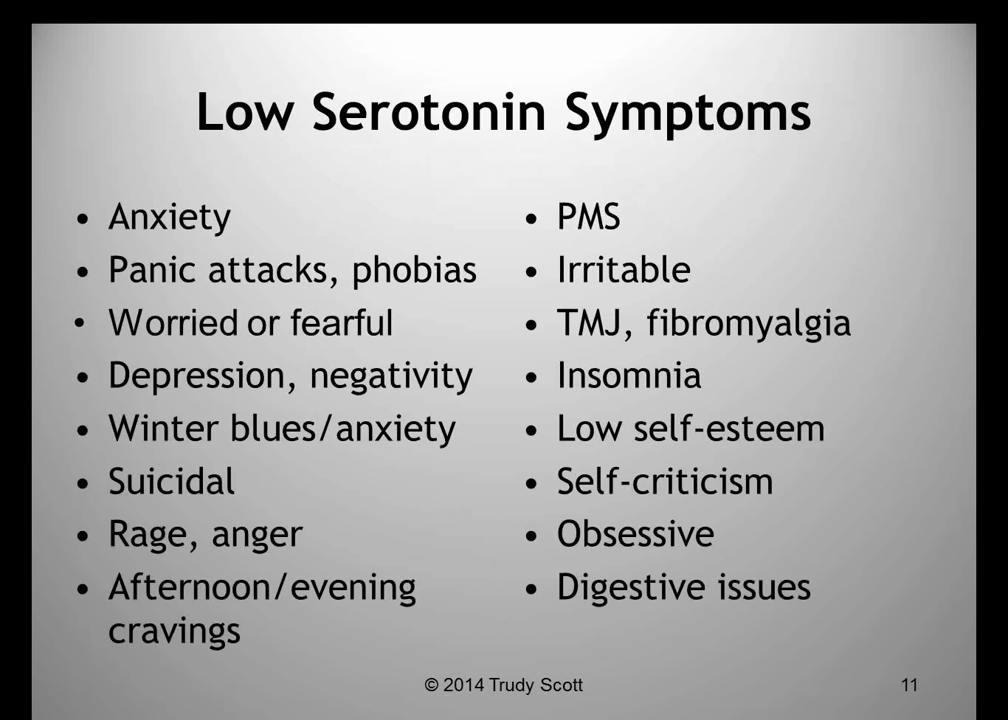 Low Serotonin Symptoms
• Anxiety
• Panic attacks, phobias
• Worried or fearful
• Depression, negativity
• Winter blues/anxiety
• Suicidal
• Rage, anger
• Afternoon/evening
cravings
• PMS
• Irritable
• TMJ, fibromyalgia
• Insomnia
• Low self-esteem
• Self-criticism
• Obsessive
• Digestive issues
© 2014 Trudy Scott
11